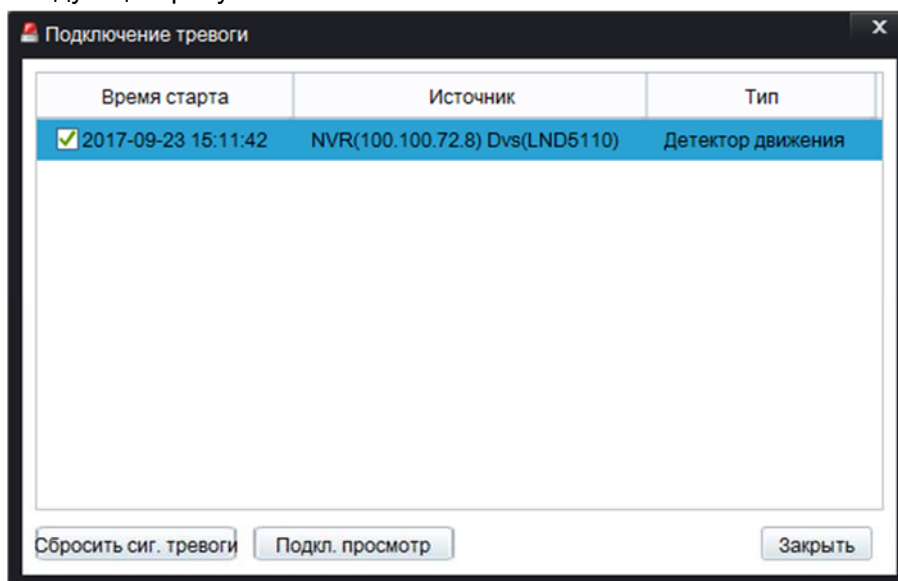 Подключение тревоги
x
Время старта Источник Тип
2017-09-23 15:11:42 NVR(100.100.72.8) Dvs(LND5110) Детектор движения
Сбросить сиг. тревоги Подкл. просмотр Закрыть